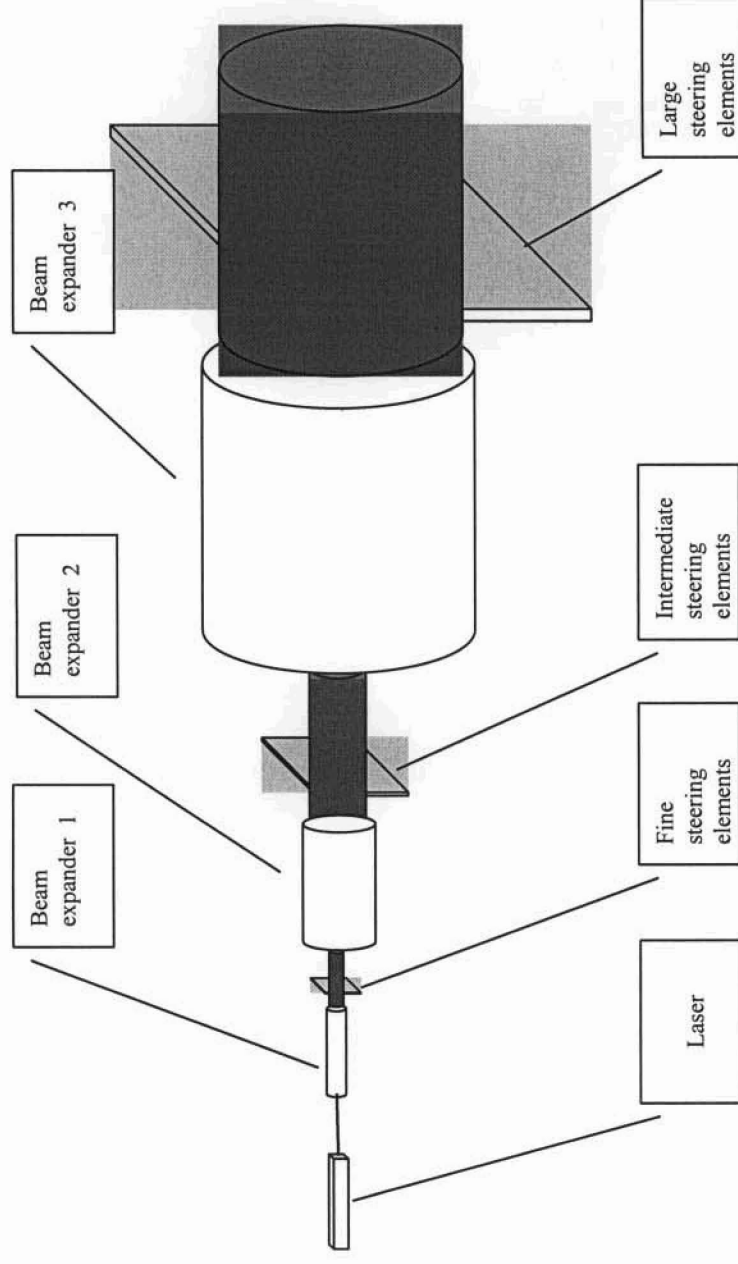 Beam
expander 1
Beam
expander 2
Beam
expander 3
Laser
Fine
steering
elements
Intermediate
steering
elements
Large
steering
elements